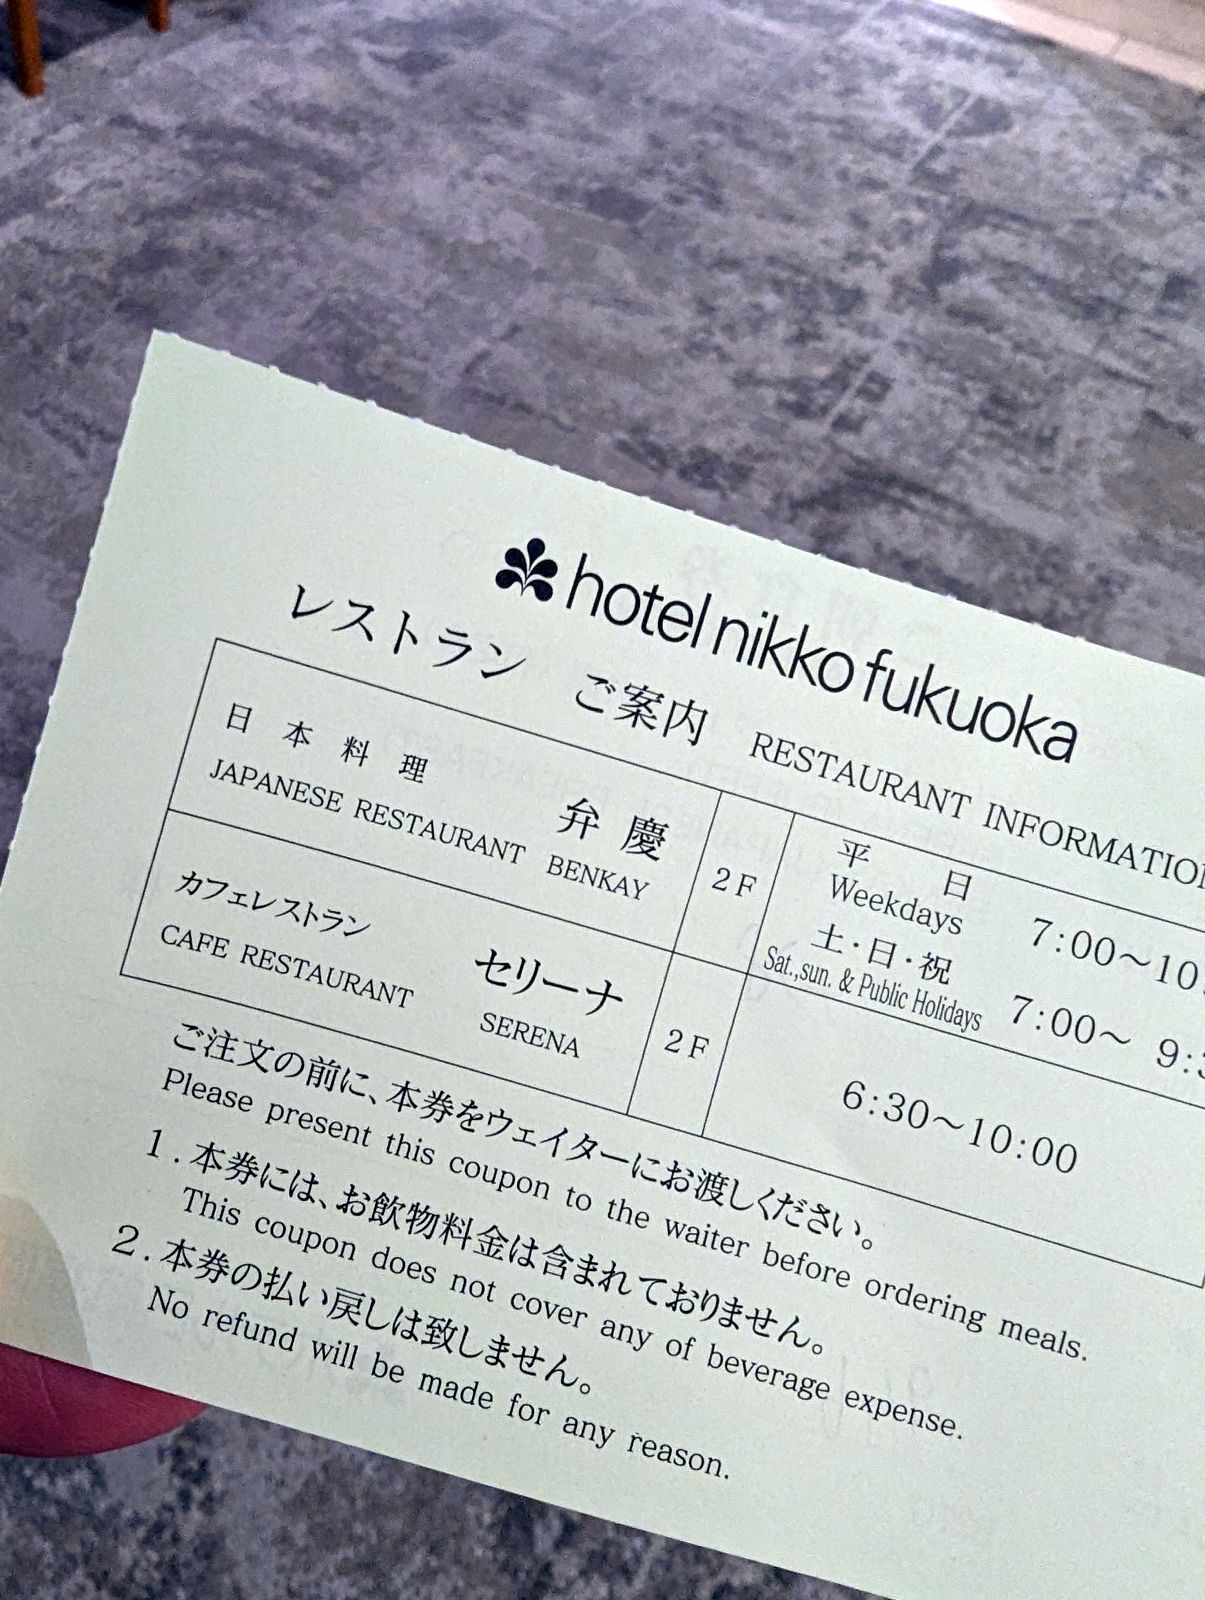 hotel nikko fukuoka
レストラン ご案内 RESTAURANT INFORMATION
日本料理 弁慶
JAPANESE RESTAURANT BENKAY
2F
平日
Weekdays 7:00～10:
土・日・祝
Sat.,sun. & Public Holidays 7:00～ 9:3
カフェレストラン セリーナ
CAFE RESTAURANT SERENA
2F
6:30～10:00
ご注文の前に、本券をウェイターにお渡しください。
Please present this coupon to the waiter before ordering meals.
1.本券には、お飲物料金は含まれておりません。
This coupon does not cover any of beverage expense.
2.本券の払い戻しは致しません。
No refund will be made for any reason.